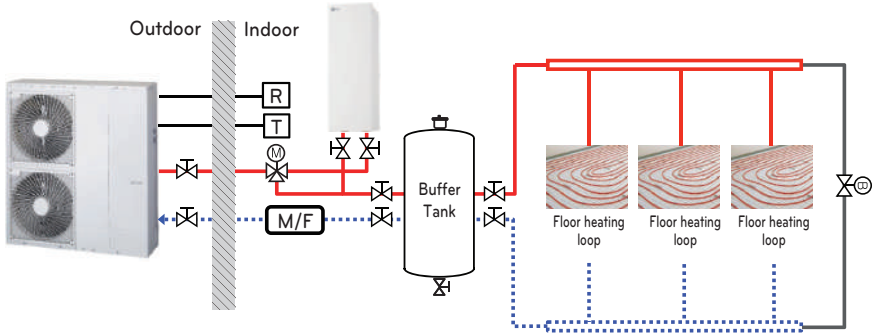 Outdoor
Indoor
R
T
M
M/F
Buffer
Tank
Floor heating
loop
Floor heating
loop
Floor heating
loop
B